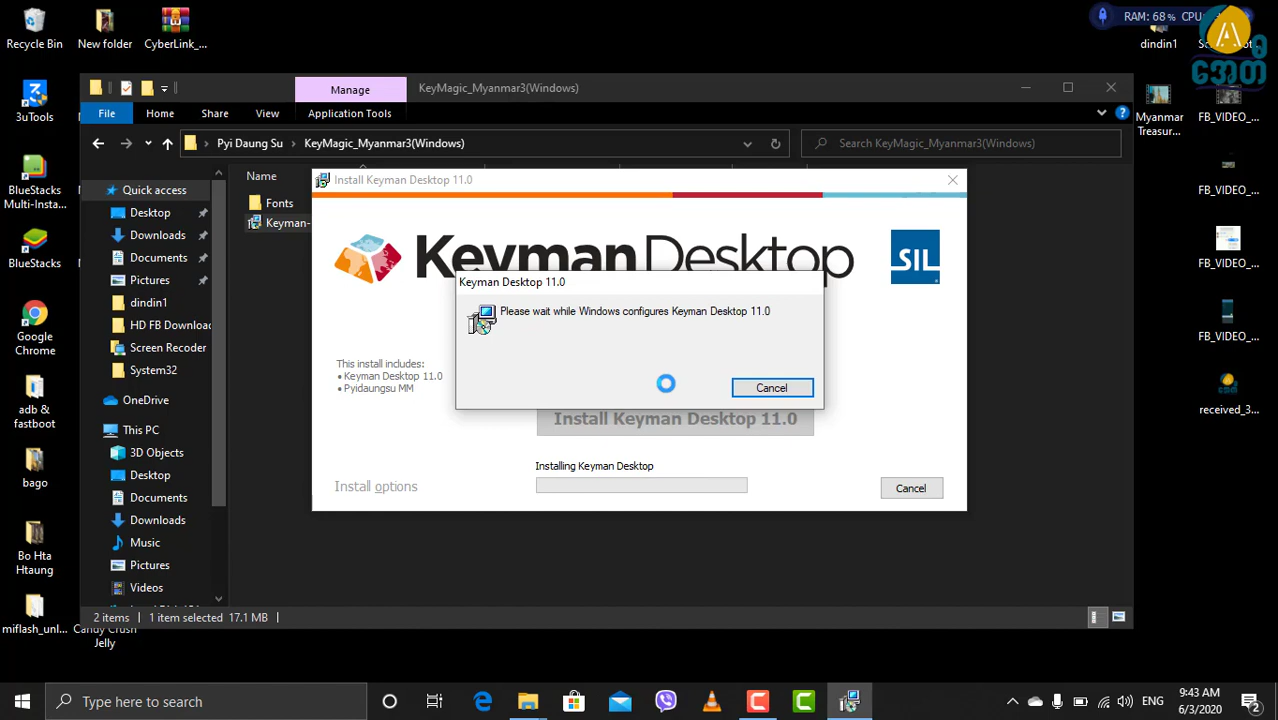 RAM: 68 % CPU
Recycle Bin
New folder
CyberLink_...
dindin1
အောတ
Manage
KeyMagic_Myanmar3(Windows)
File
Home
Share
View
Application Tools
3uTools
Myanmar
Treasur...
FB_VIDEO_...
Pyi Daung Su
KeyMagic_Myanmar3(Windows)
Search KeyMagic_Myanmar3(Windows)
Name
Install Keyman Desktop 11.0
BlueStacks
Multi-Insta...
Quick access
Fonts
FB_VIDEO_...
Desktop
Keyman-
Downloads
Documents
Keyman Desktop
SIL
BlueStacks
FB_VIDEO_...
Pictures
Keyman Desktop 11.0
dindin1
Please wait while Windows configures Keyman Desktop 11.0
HD FB Downloa
Google
Chrome
Screen Recorder
FB_VIDEO_...
System32
This install includes:
• Keyman Desktop 11.0
• Pyidaungsu MM
Cancel
OneDrive
adb &
fastboot
received_3...
Install Keyman Desktop 11.0
This PC
3D Objects
Installing Keyman Desktop
Desktop
bago
Install options
Cancel
Documents
Downloads
Music
Bo Hta
Htaung
Pictures
Videos
2 items
1 item selected 17.1 MB
miflash_unl...
Candy Crush
Jelly
Type here to search
ENG
9:43 AM
6/3/2020
2